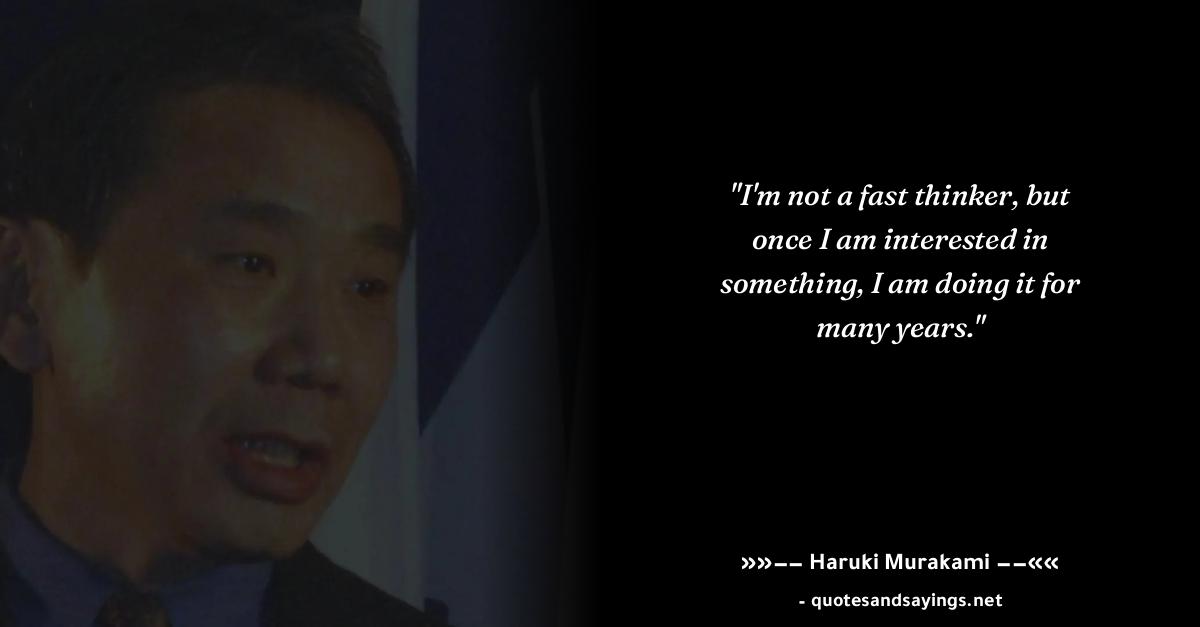 "I'm not a fast thinker, but
once I am interested in
something, I am doing it for
many years."
»»−− Haruki Murakami −−««
- quotesandsayings.net